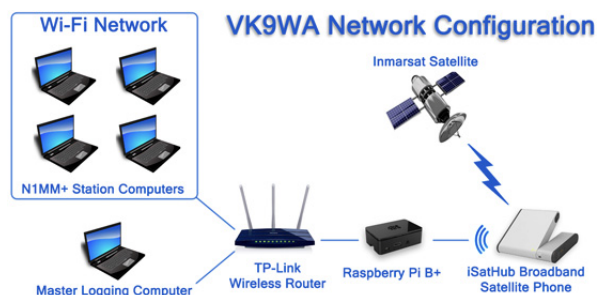 Wi-Fi Network
VK9WA Network Configuration
Inmarsat Satellite
N1MM+ Station Computers
TP-Link
Wireless Router
Raspberry Pi B+
iSatHub Broadband
Satellite Phone
Master Logging Computer